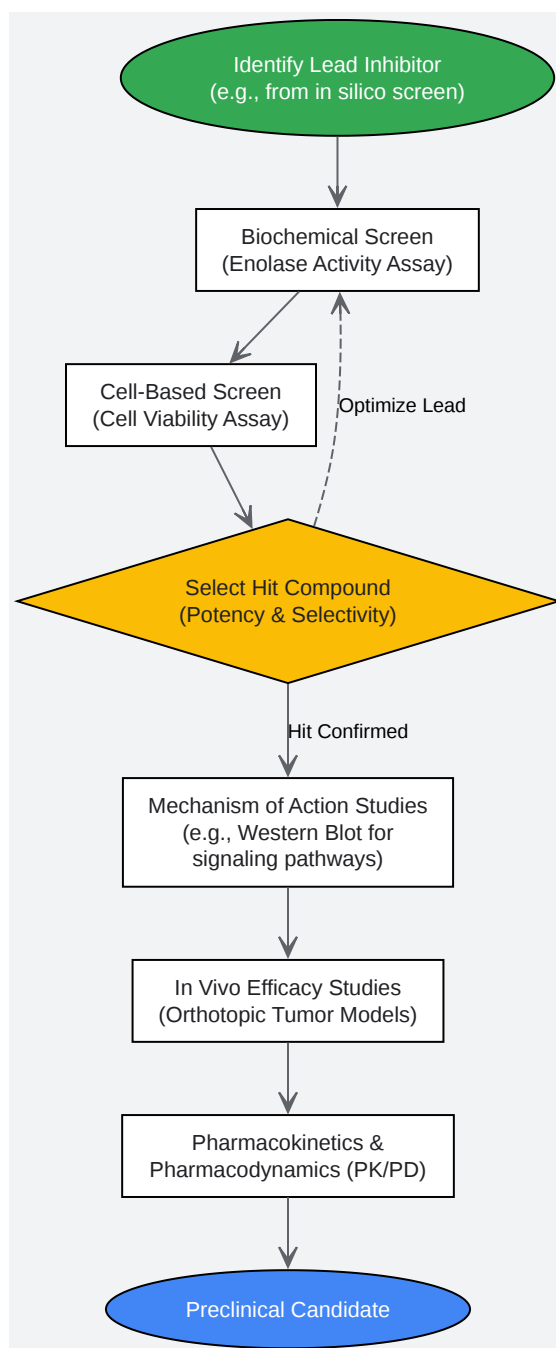 Identify Lead Inhibitor
(e.g., from in silico screen)
Biochemical Screen
(Enolase Activity Assay)
Cell-Based Screen
(Cell Viability Assay)
Optimize Lead
Select Hit Compound
(Potency & Selectivity)
Hit Confirmed
Mechanism of Action Studies
(e.g., Western Blot for
signaling pathways)
In Vivo Efficacy Studies
(Orthotopic Tumor Models)
Pharmacokinetics &
Pharmacodynamics (PK/PD)
Preclinical Candidate